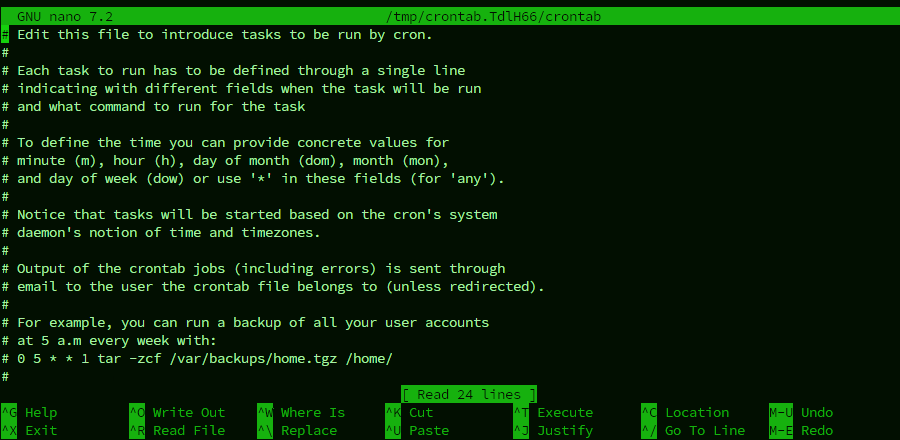 GNU nano 7.2 /tmp/crontab.TdlH66/crontab
# Edit this file to introduce tasks to be run by cron.
#
# Each task to run has to be defined through a single line
# indicating with different fields when the task will be run
# and what command to run for the task
#
# To define the time you can provide concrete values for
# minute (m), hour (h), day of month (dom), month (mon),
# and day of week (dow) or use '*' in these fields (for 'any').
#
# Notice that tasks will be started based on the cron's system
# daemon's notion of time and timezones.
#
# Output of the crontab jobs (including errors) is sent through
# email to the user the crontab file belongs to (unless redirected).
#
# For example, you can run a backup of all your user accounts
# at 5 a.m every week with:
# 0 5 * * 1 tar -zcf /var/backups/home.tgz /home/
#
[ Read 24 lines ]
^G Help ^O Write Out ^W Where Is ^K Cut ^T Execute ^C Location M-U Undo
^X Exit ^R Read File ^\ Replace ^U Paste ^J Justify ^/ Go To Line M-E Redo